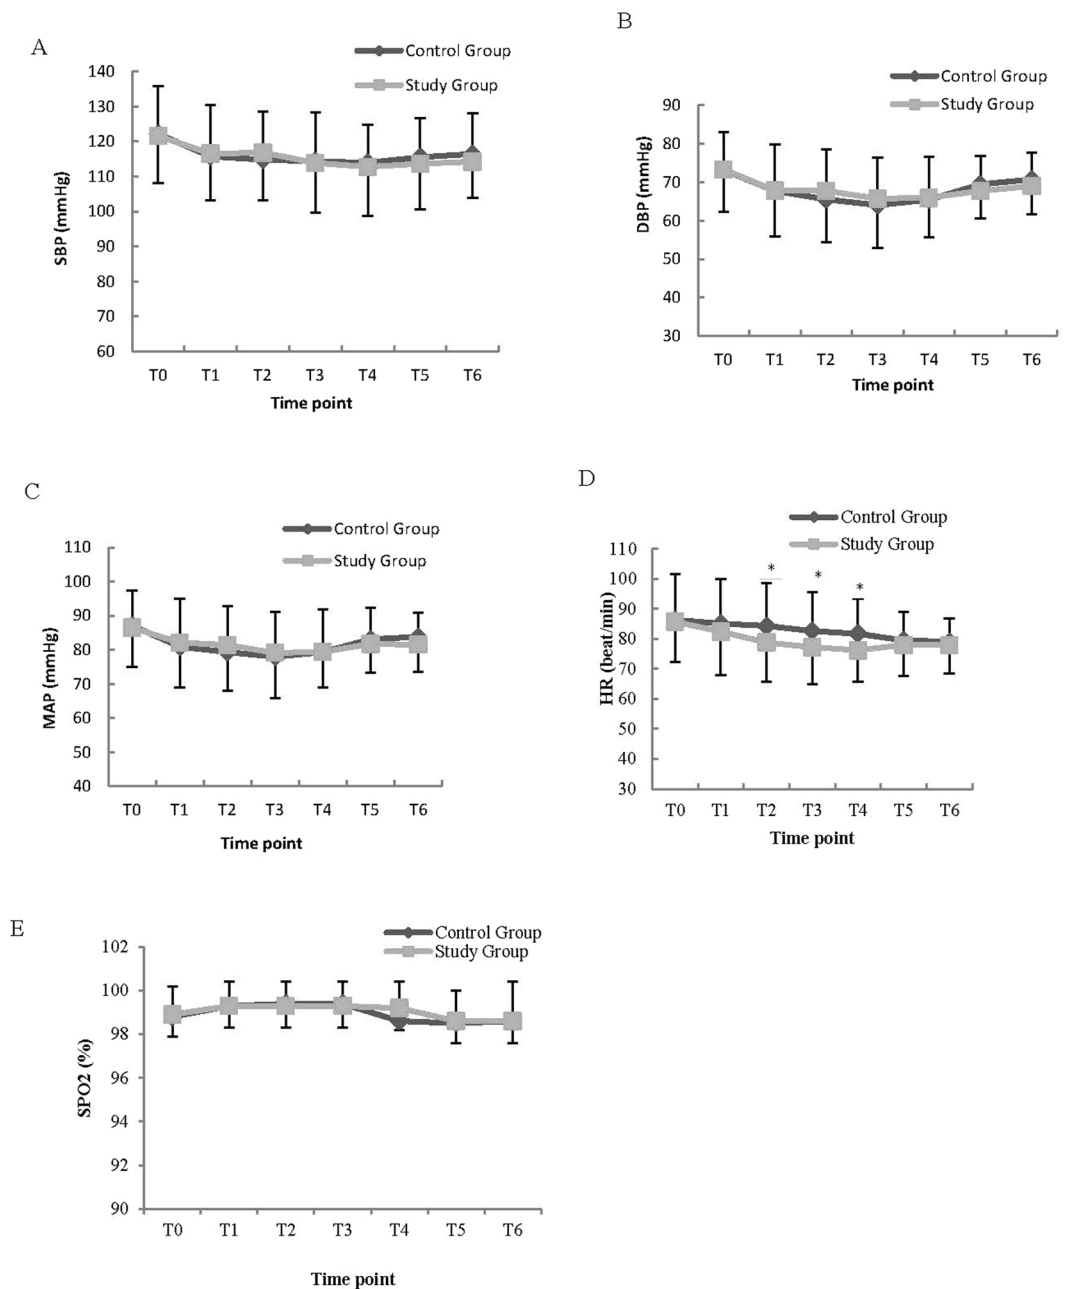 A
Control Group
Study Group
140
130
120
110
100
90
80
70
60
SBP (mmHg)
T0 T1 T2 T3 T4 T5 T6
Time point
B
Control Group
Study Group
90
80
70
60
50
40
30
DBP (mmHg)
T0 T1 T2 T3 T4 T5 T6
Time point
C
Control Group
Study Group
110
100
90
80
70
60
50
40
MAP (mmHg)
T0 T1 T2 T3 T4 T5 T6
Time point
D
Control Group
Study Group
110
100
90
80
70
60
50
40
30
HR (beat/min)
* * *
T0 T1 T2 T3 T4 T5 T6
Time point
E
Control Group
Study Group
102
100
98
96
94
92
90
SPO2 (%)
T0 T1 T2 T3 T4 T5 T6
Time point